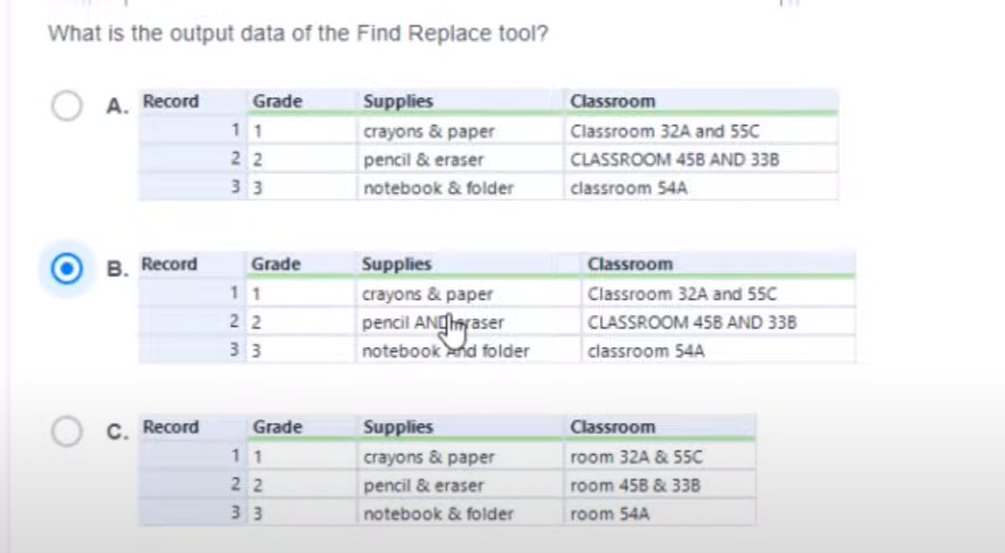 What is the output data of the Find Replace tool?
A. Record Grade Supplies Classroom
1 1 crayons & paper Classroom 32A and 55C
2 2 pencil & eraser CLASSROOM 45B AND 33B
3 3 notebook & folder classroom 54A
B. Record Grade Supplies Classroom
1 1 crayons & paper Classroom 32A and 55C
2 2 pencil AND eraser CLASSROOM 45B AND 33B
3 3 notebook And folder classroom 54A
C. Record Grade Supplies Classroom
1 1 crayons & paper room 32A & 55C
2 2 pencil & eraser room 45B & 33B
3 3 notebook & folder room 54A